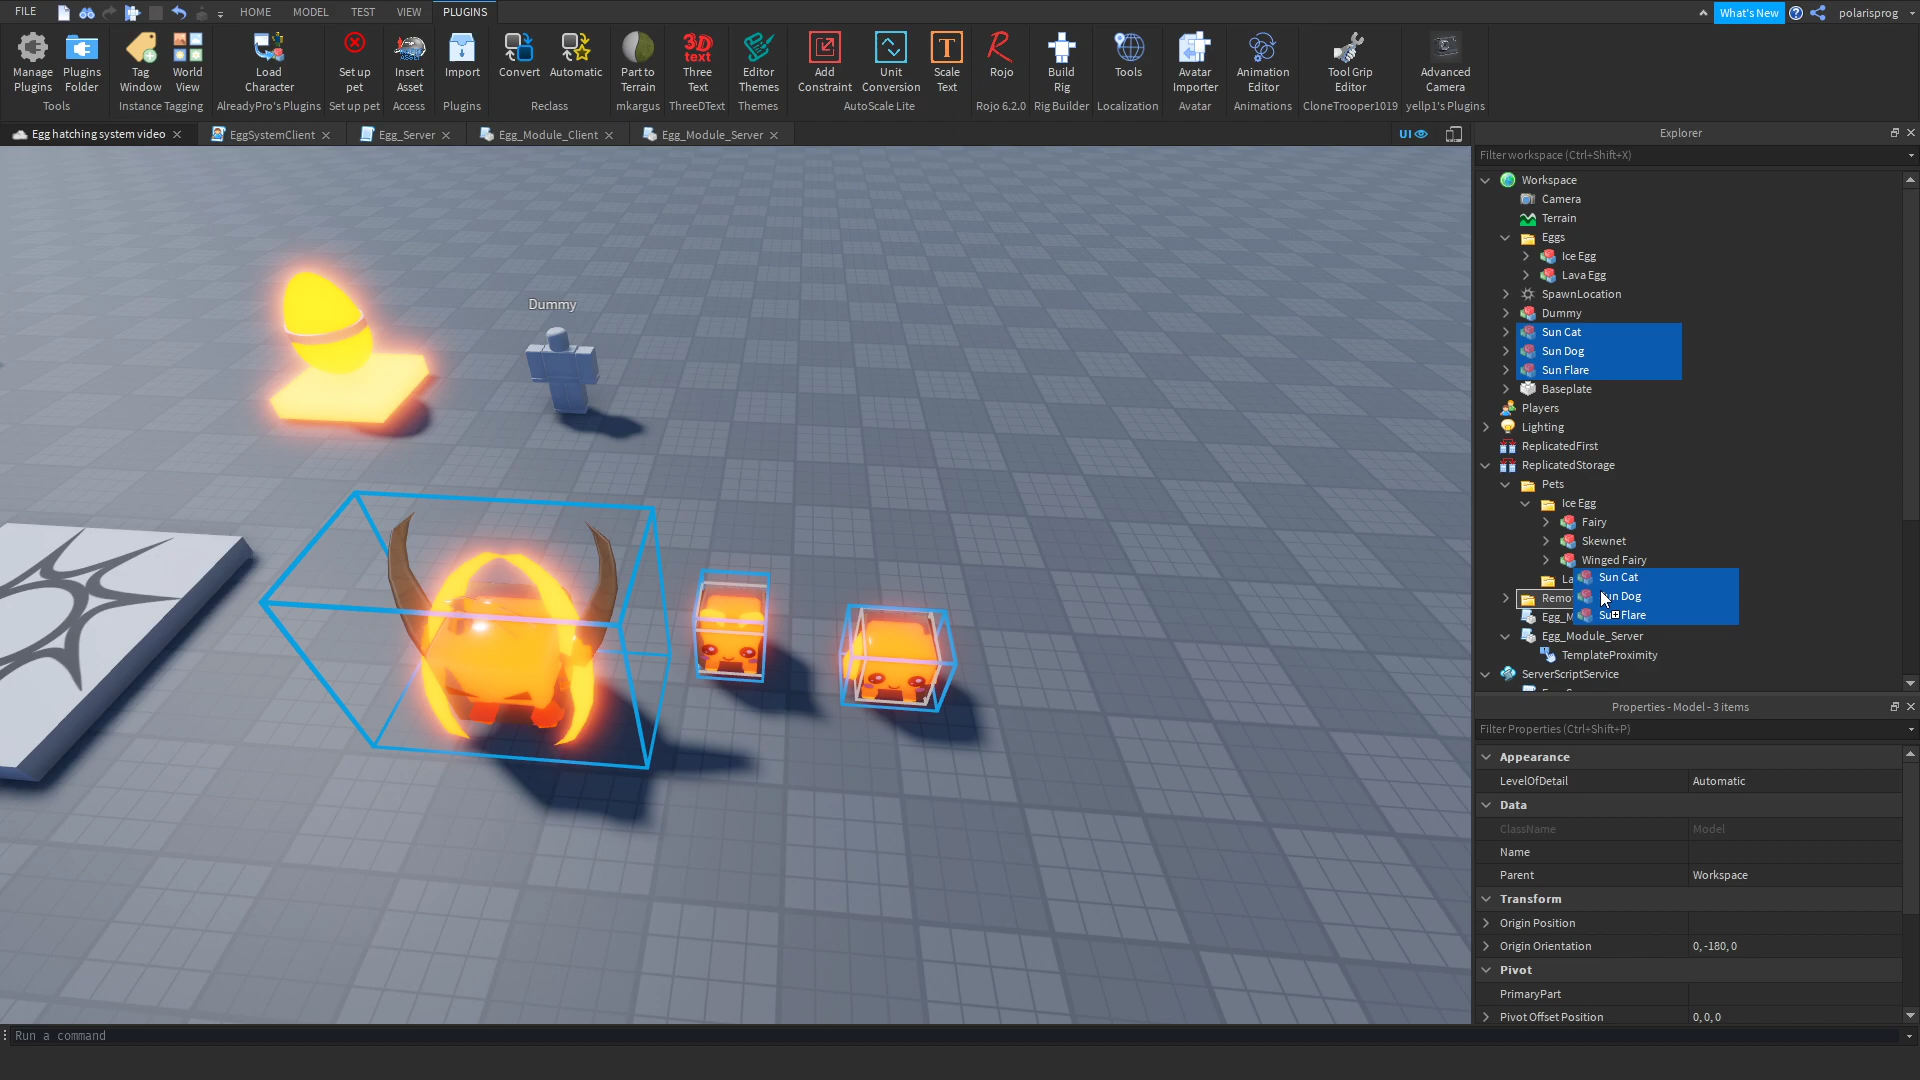 FILE
HOME
MODEL
TEST
VIEW
PLUGINS
What's New
polarisprog
Manage Plugins
Plugins Folder
Tag Window
World View
Load Character
Set up pet
Insert Asset
Import
Convert
Automatic
Part to Terrain
Three Text
Editor Themes
Add Constraint
Unit Conversion
Scale Text
Rojo
Build Rig
Tools
Avatar Importer
Animation Editor
Tool Grip Editor
Advanced Camera
3D text
Tools
Instance Tagging
AlreadyPro's Plugins
Set up pet
Access
Plugins
Reclass
mkargus
ThreeDText
Themes
AutoScale Lite
Rojo 6.2.0
Rig Builder
Localization
Avatar
Animations
CloneTrooper1019
yellp1's Plugins
Egg hatching system video
EggSystemClient
Egg_Server
Egg_Module_Client
Egg_Module_Server
UI
Dummy
Explorer
Filter workspace (Ctrl+Shift+X)
Workspace
Camera
Terrain
Eggs
Ice Egg
Lava Egg
SpawnLocation
Dummy
Sun Cat
Sun Dog
Sun Flare
Baseplate
Players
Lighting
ReplicatedFirst
ReplicatedStorage
Pets
Ice Egg
Fairy
Skewnet
Winged Fairy
Sun Cat
La
Sun Dog
Remo
Sun Flare
Egg_M
Egg_Module_Server
TemplateProximity
ServerScriptService
Properties - Model - 3 items
Filter Properties (Ctrl+Shift+P)
Appearance
LevelOfDetail Automatic
Data
ClassName Model
Name
Parent Workspace
Transform
Origin Position
Origin Orientation 0, -180, 0
Pivot
PrimaryPart
Pivot Offset Position 0, 0, 0
Run a command